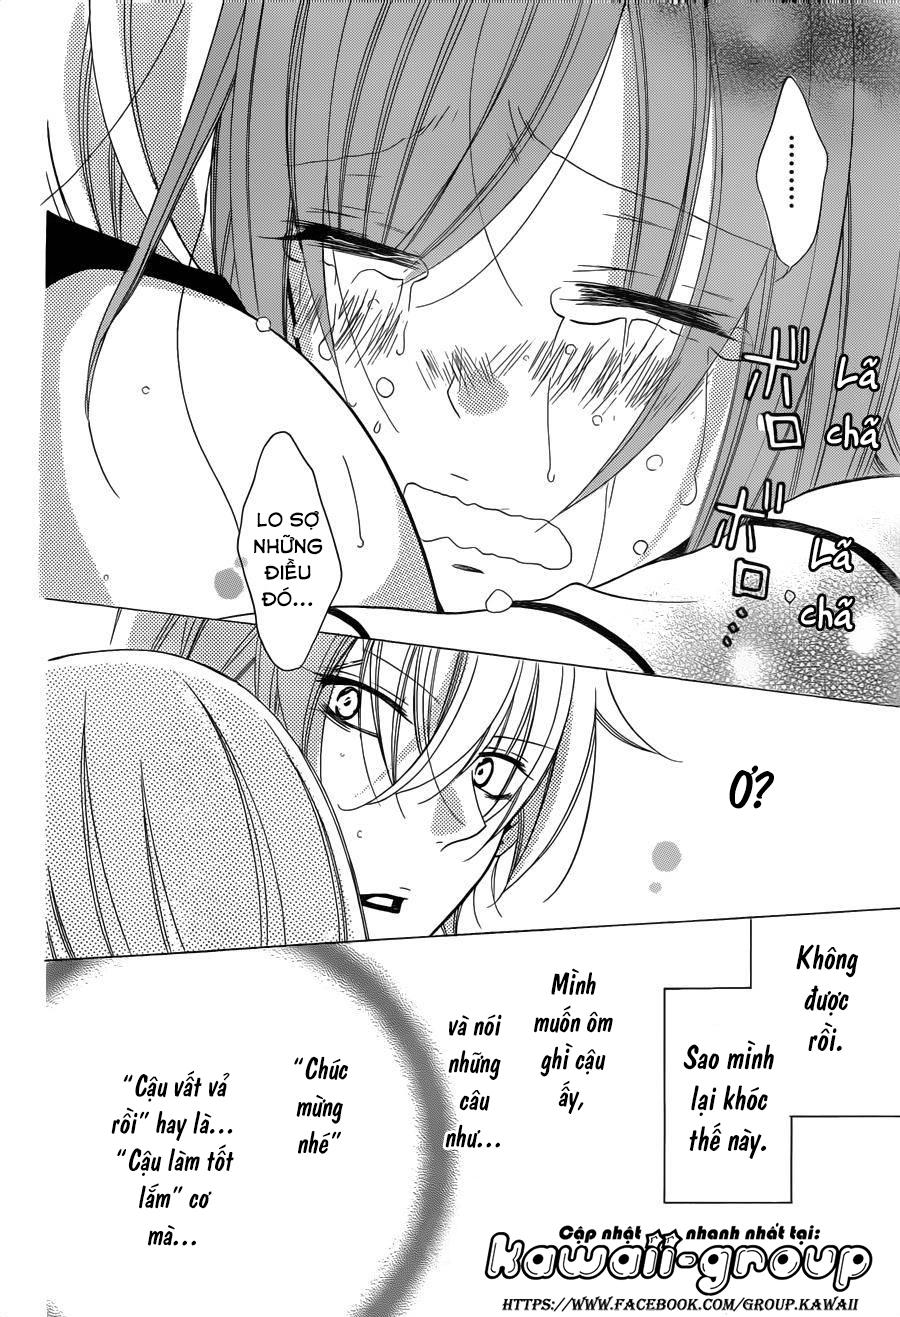 .........
ボロ
Lã
chã
ボロ...
Lã
chã
LO SỢ
NHỮNG
ĐIỀU
ĐÓ...
Ơ?
Không
được
rồi.
Sao mình
lại khóc
thế này.
Mình
muốn ôm
ghì cậu
ấy,
và nói
những
câu
như...
“Chúc
mừng
nhé”
“Cậu vất vả
rồi” hay là...
“Cậu làm tốt
lắm” cơ
mà...
Cập nhật nhanh nhất tại:
kawaii-group
HTTPS://WWW.FACEBOOK.COM/GROUP.KAWAII